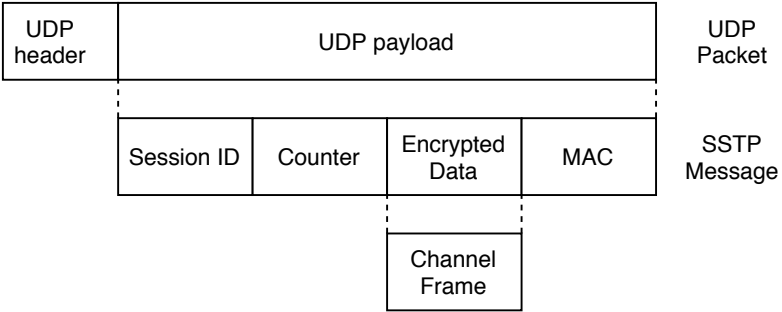 UDP
header
UDP payload
UDP
Packet
Session ID
Counter
Encrypted
Data
MAC
SSTP
Message
Channel
Frame